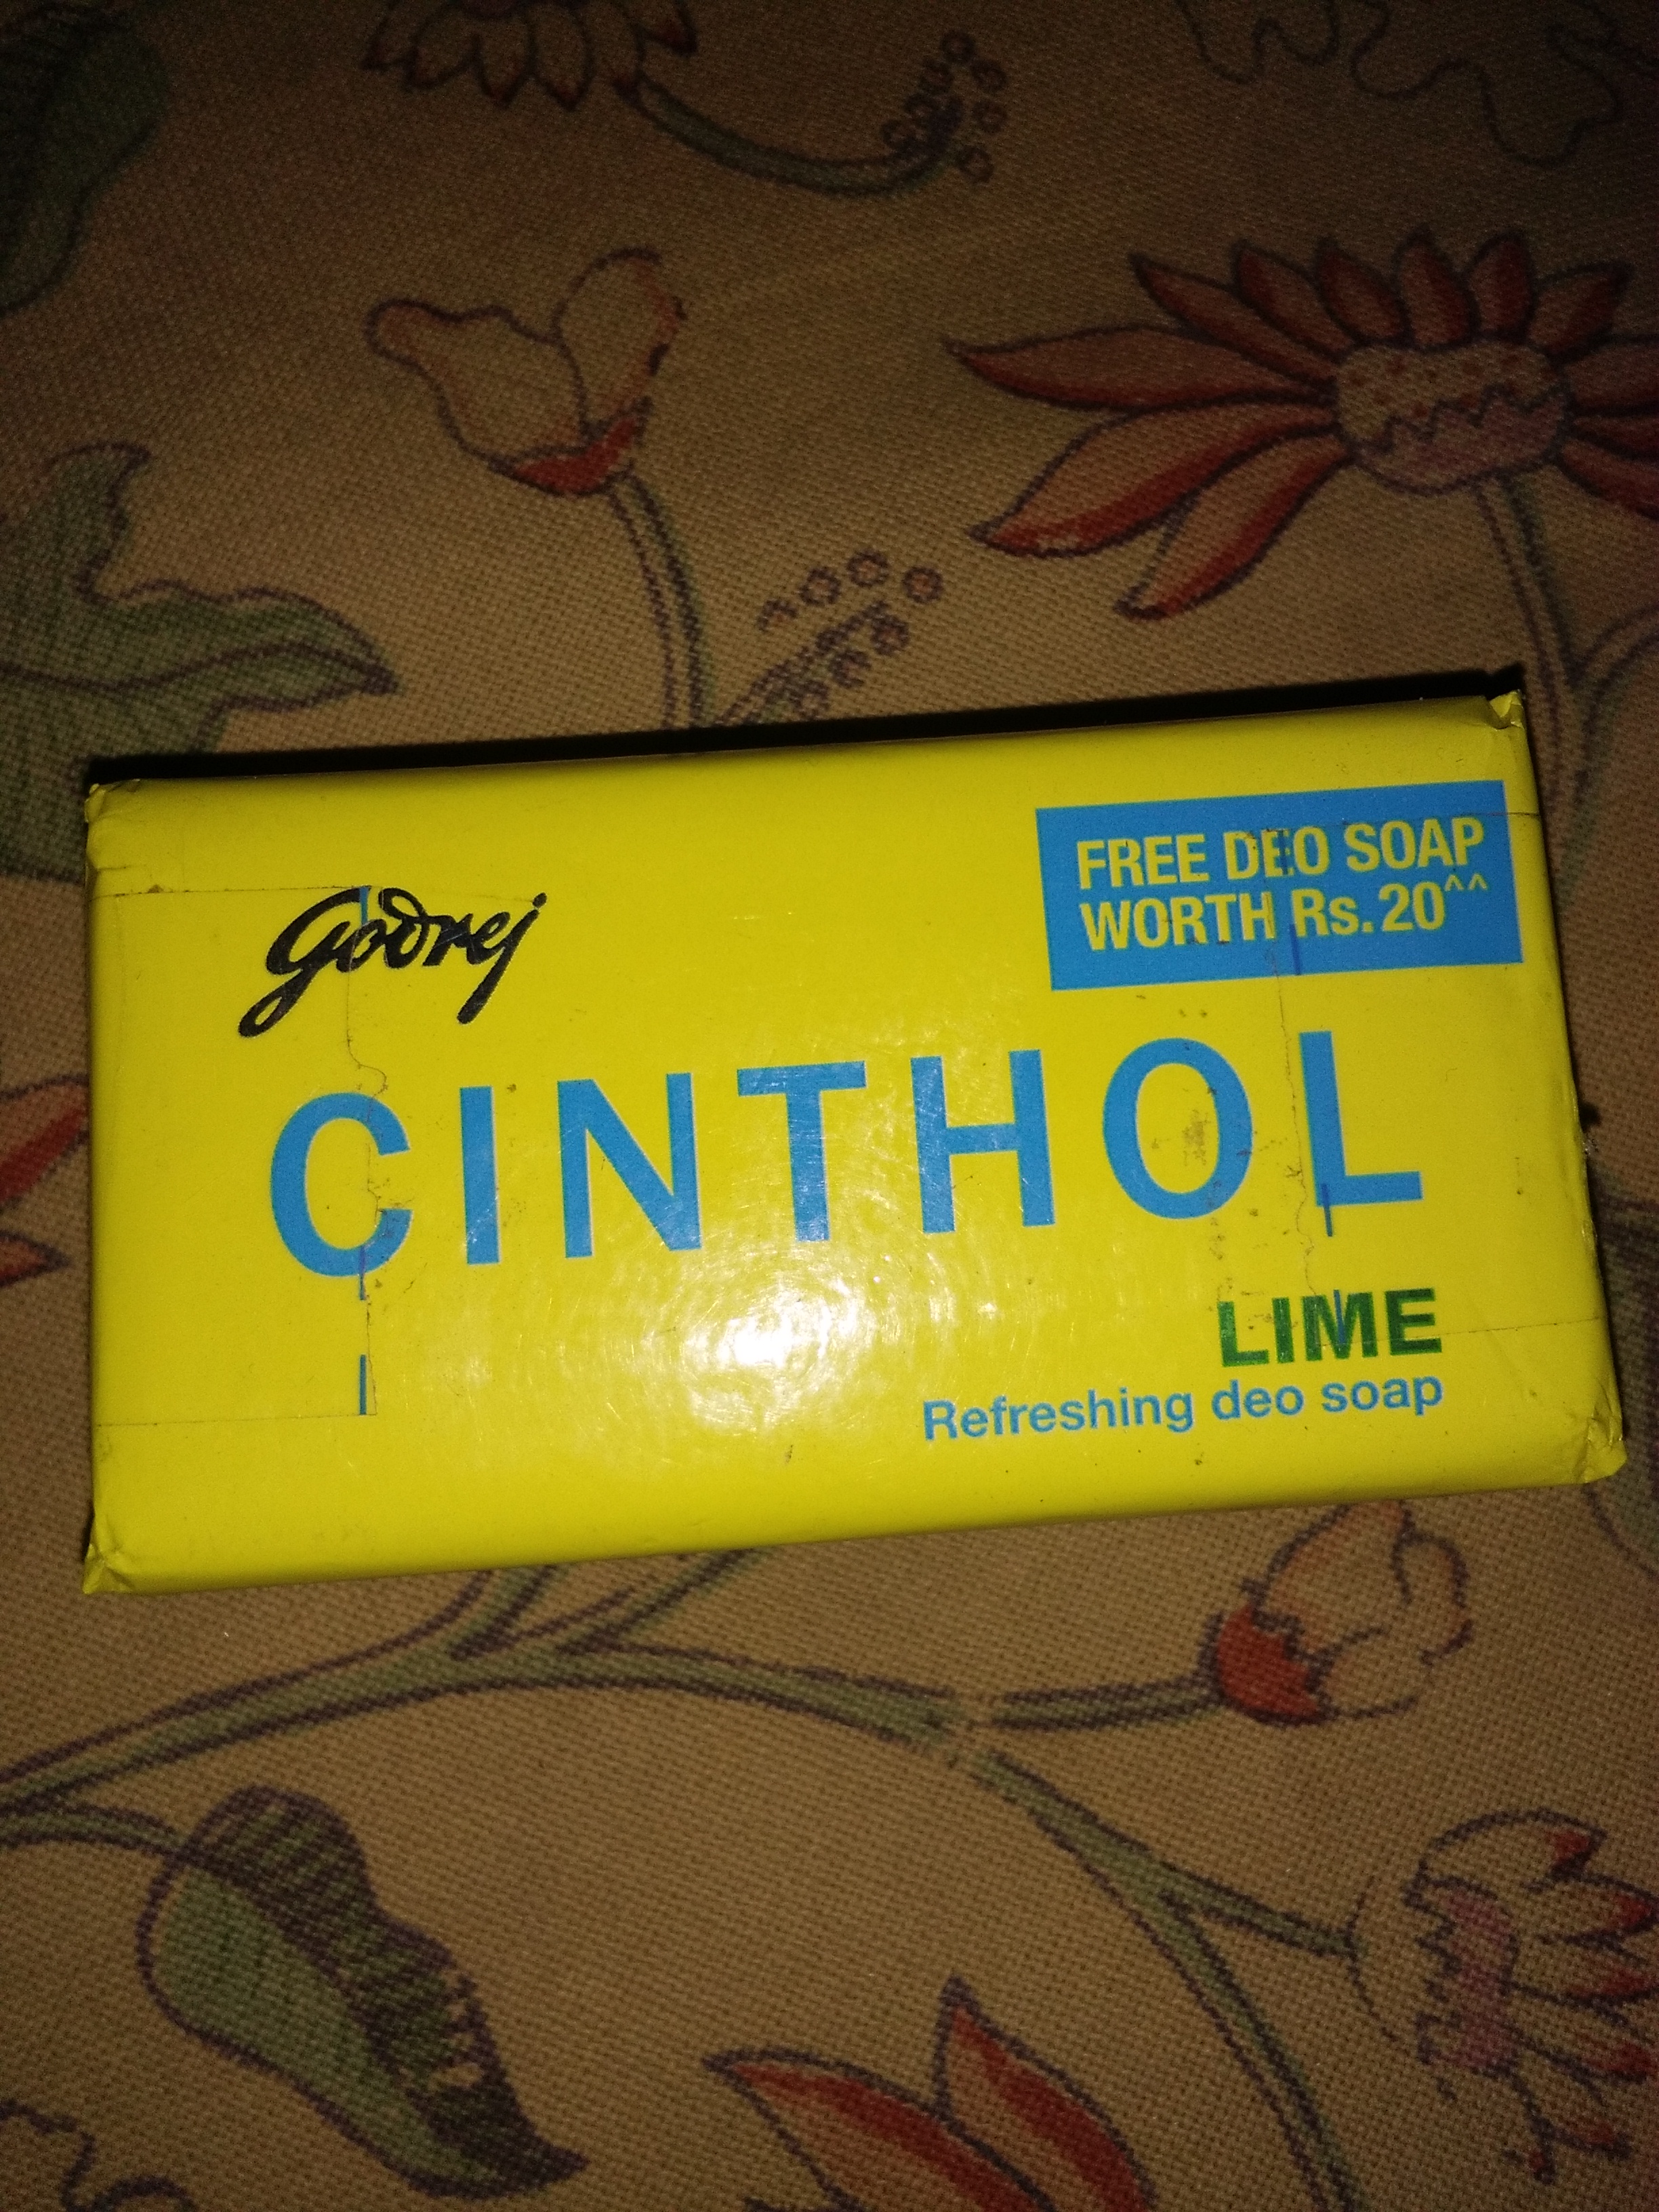 Godrej
FREE DEO SOAP
WORTH Rs. 20^^
CINTHOL
LIME
Refreshing deo soap